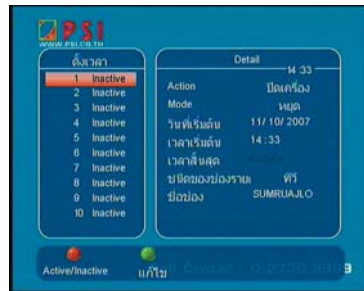 PSI
WWW.PSI.CO.TH
ตั้งเวลา
1 Inactive
2 Inactive
3 Inactive
4 Inactive
5 Inactive
6 Inactive
7 Inactive
8 Inactive
9 Inactive
10 Inactive
Detail
14:33
Action ปิดเครื่อง
Mode หยุด
วันที่เริ่มต้น 11/10/2007
เวลาเริ่มต้น 14:33
เวลาสิ้นสุด
ชนิดของช่องรายการ ทีวี
ชื่อช่อง SUMRUAJLO
Active/Inactive
แก้ไข
Call Center : 0-2730-2999